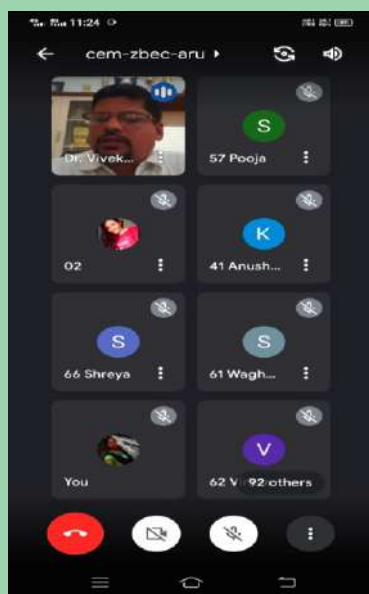 11:24
cem-zbec-aru
Dr. Vivek...
S
57 Pooja
02
K
41 Anush...
S
66 Shreya
S
61 Wagh...
You
V
62 V
92 others